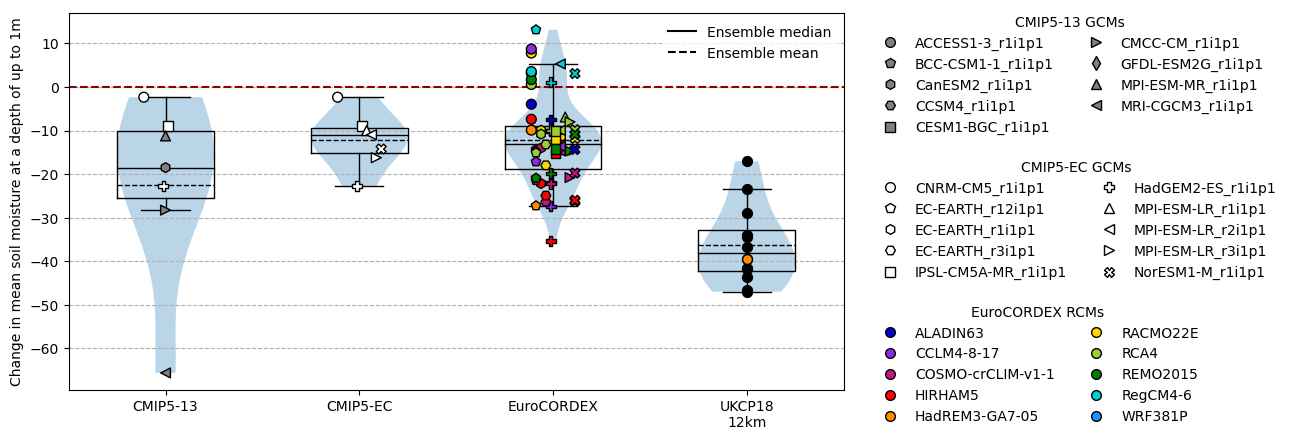 Change in mean soil moisture at a depth of up to 1m
10
0
−10
−20
−30
−40
−50
−60
CMIP5-13
CMIP5-EC
EuroCORDEX
UKCP18
12km
Ensemble median
Ensemble mean
CMIP5-13 GCMs
ACCESS1-3_r1i1p1
BCC-CSM1-1_r1i1p1
CanESM2_r1i1p1
CCSM4_r1i1p1
CESM1-BGC_r1i1p1
CMCC-CM_r1i1p1
GFDL-ESM2G_r1i1p1
MPI-ESM-MR_r1i1p1
MRI-CGCM3_r1i1p1
CMIP5-EC GCMs
CNRM-CM5_r1i1p1
EC-EARTH_r12i1p1
EC-EARTH_r1i1p1
EC-EARTH_r3i1p1
IPSL-CM5A-MR_r1i1p1
HadGEM2-ES_r1i1p1
MPI-ESM-LR_r1i1p1
MPI-ESM-LR_r2i1p1
MPI-ESM-LR_r3i1p1
NorESM1-M_r1i1p1
EuroCORDEX RCMs
ALADIN63
CCLM4-8-17
COSMO-crCLIM-v1-1
HIRHAM5
HadREM3-GA7-05
RACMO22E
RCA4
REMO2015
RegCM4-6
WRF381P